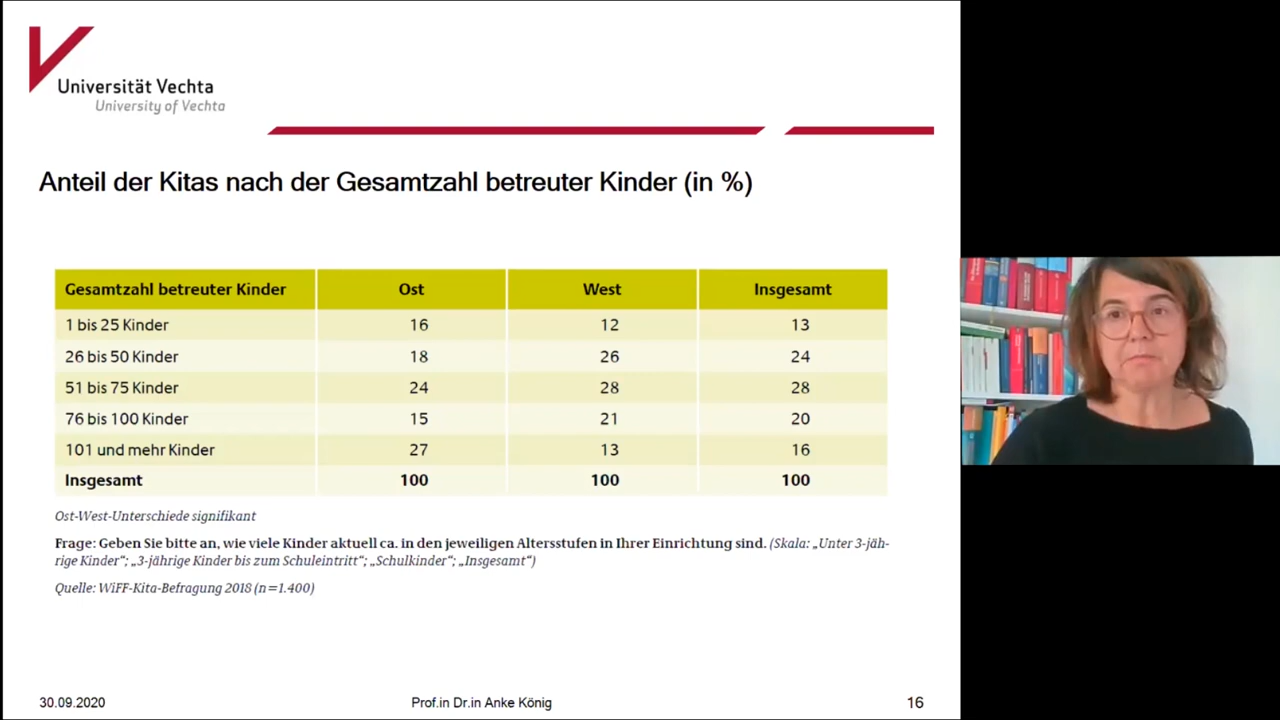 Universität Vechta
University of Vechta
Anteil der Kitas nach der Gesamtzahl betreuter Kinder (in %)
Gesamtzahl betreuter Kinder Ost West Insgesamt
1 bis 25 Kinder 16 12 13
26 bis 50 Kinder 18 26 24
51 bis 75 Kinder 24 28 28
76 bis 100 Kinder 15 21 20
101 und mehr Kinder 27 13 16
Insgesamt 100 100 100
Ost-West-Unterschiede signifikant
Frage: Geben Sie bitte an, wie viele Kinder aktuell ca. in den jeweiligen Altersstufen in Ihrer Einrichtung sind. (Skala: „Unter 3-jäh-
rige Kinder“; „3-jährige Kinder bis zum Schuleintritt“; „Schulkinder“; „Insgesamt“)
Quelle: WiFF-Kita-Befragung 2018 (n=1.400)
30.09.2020 Prof.in Dr.in Anke König 16